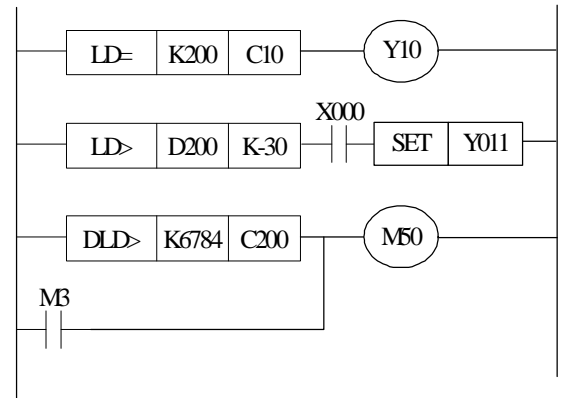 LD= K200 C10 Y10
X000
LD> D200 K-30 SET Y011
DLD> K6784 C200 M50
M3